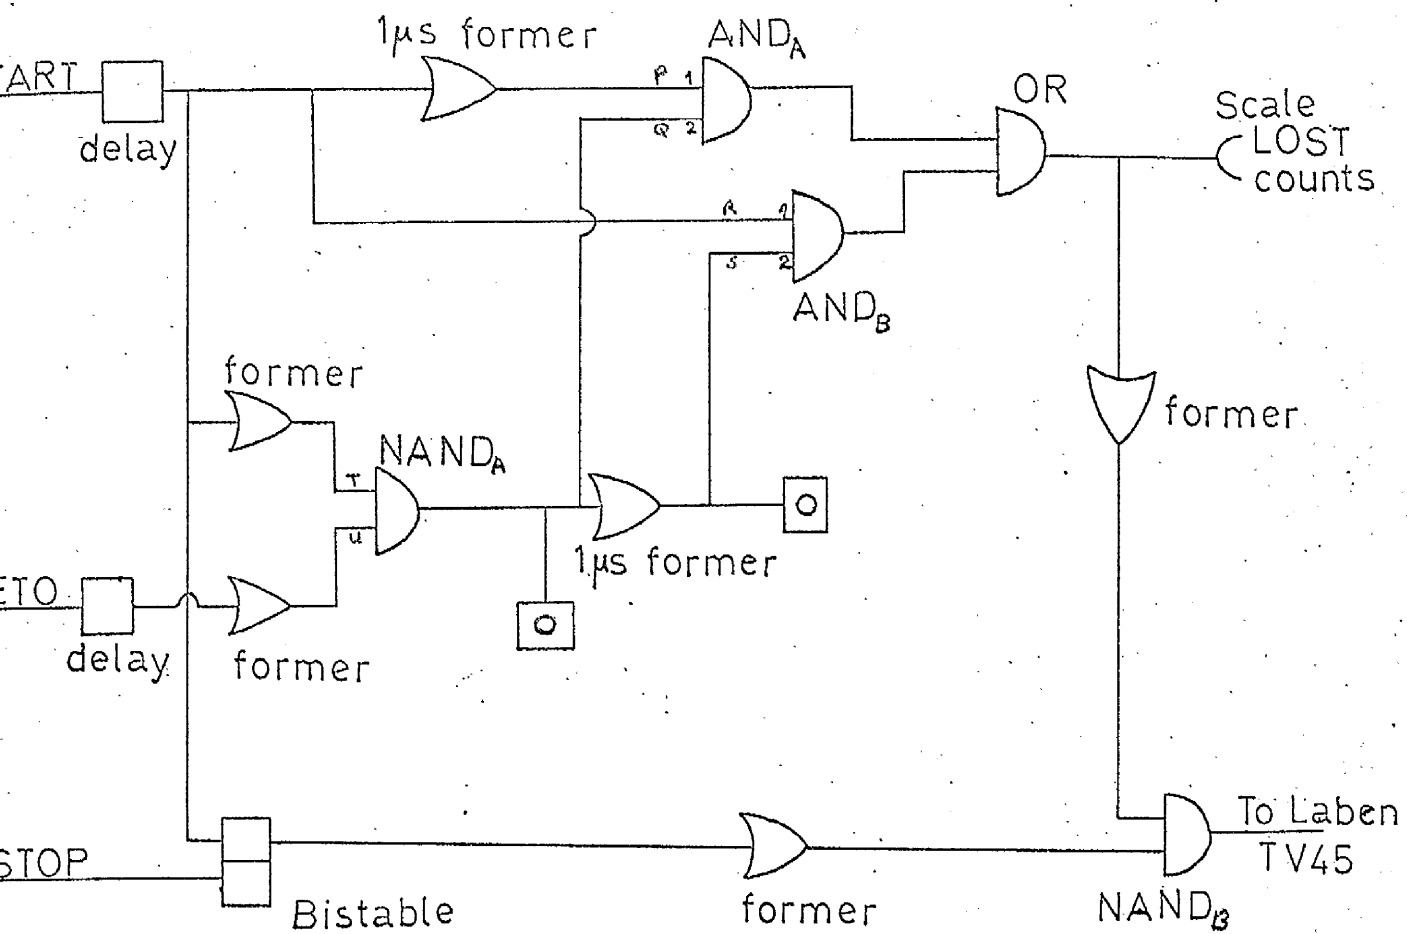 1µs former
AND_A
TART
P 1
OR
Scale
LOST
counts
delay
Q 2
R 1
S 2
AND_B
former
former
NAND_A
T
U
O
1µs former
ETO
O
delay
former
To Laben
TV45
STOP
Bistable
former
NAND_B